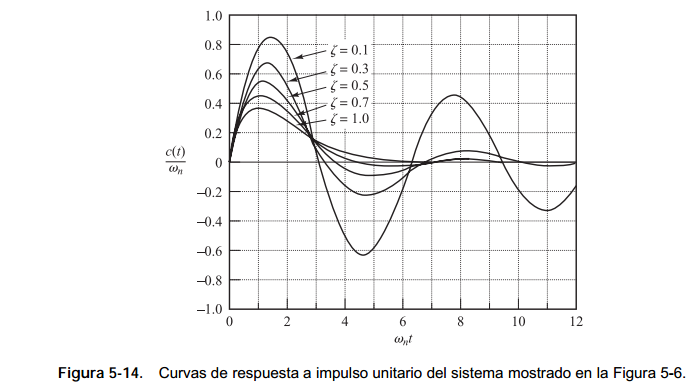 1.0
0.8
0.6
0.4
0.2
0
−0.2
−0.4
−0.6
−0.8
−1.0
c(t)
ωn
ζ = 0.1
ζ = 0.3
ζ = 0.5
ζ = 0.7
ζ = 1.0
0 2 4 6 8 10 12
ωnt
Figura 5-14. Curvas de respuesta a impulso unitario del sistema mostrado en la Figura 5-6.